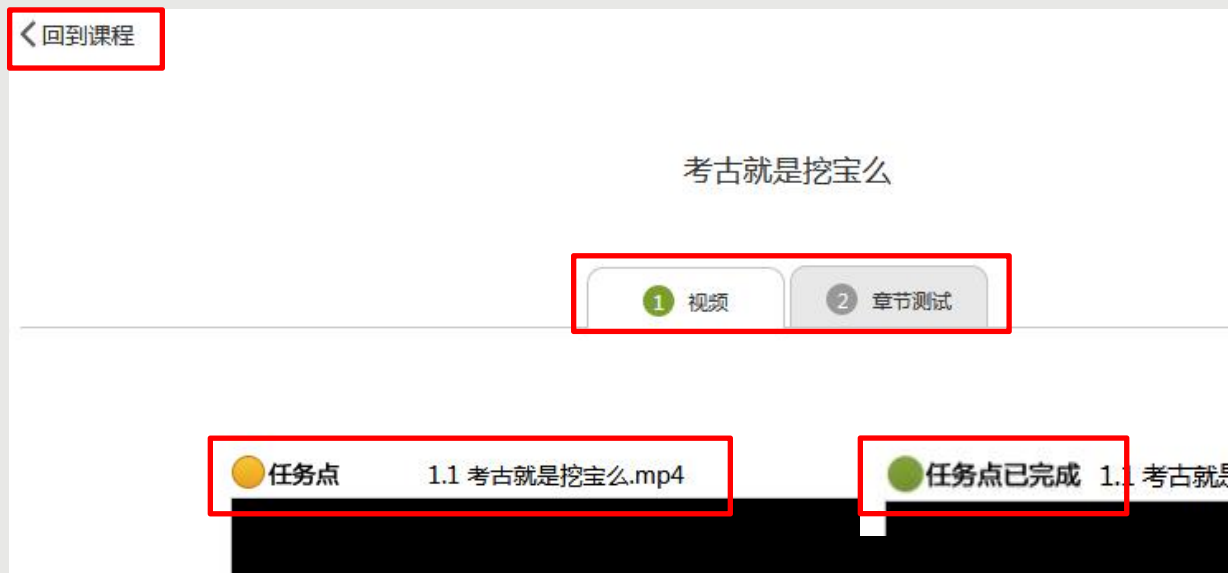 回到课程
考古就是挖宝么
1 视频 2 章节测试
任务点 1.1 考古就是挖宝么.mp4 任务点已完成 1.1 考古就是